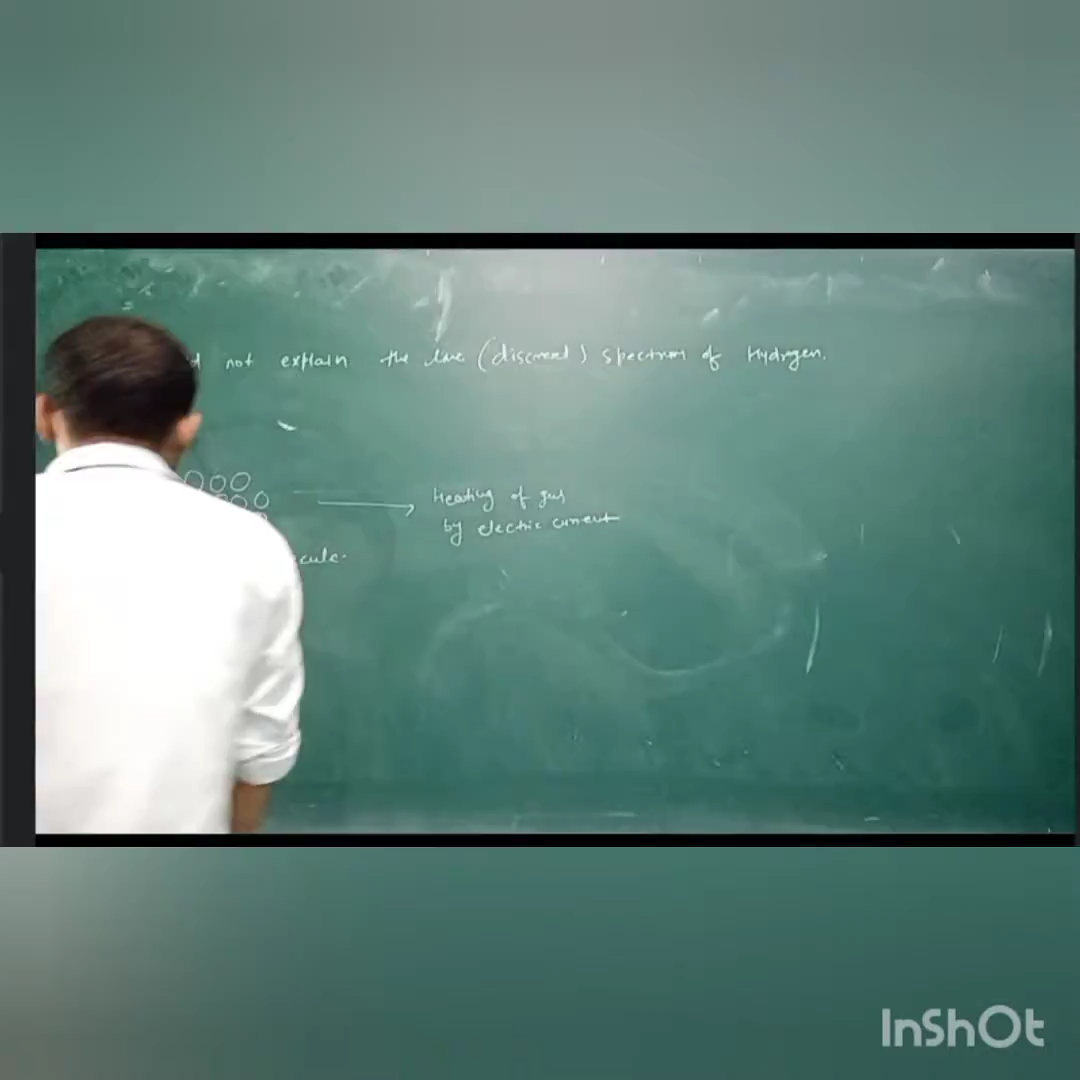 not explain the line (discreet) spectrum of Hydrogen.
Heating of gas
by electric current
cule.
InShOt